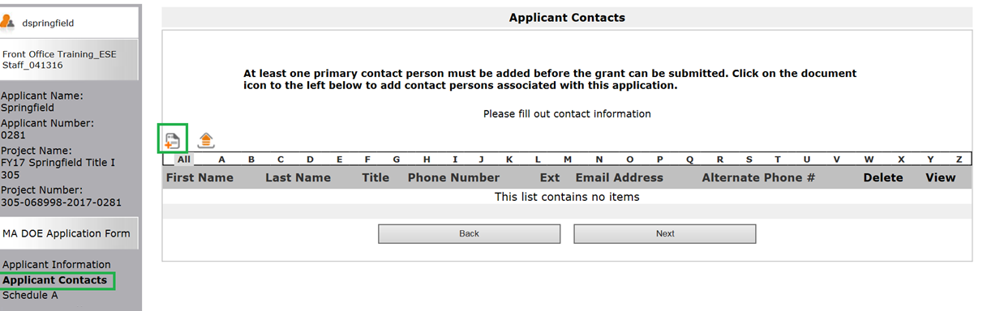 dspringfield
Front Office Training_ESE
Staff_041316
Applicant Name:
Springfield
Applicant Number:
0281
Project Name:
FY17 Springfield Title I
305
Project Number:
305-068998-2017-0281
MA DOE Application Form
Applicant Information
Applicant Contacts
Schedule A
Applicant Contacts
At least one primary contact person must be added before the grant can be submitted. Click on the document
icon to the left below to add contact persons associated with this application.
Please fill out contact information
All A B C D E F G H I J K L M N O P Q R S T U V W X Y Z
First Name Last Name Title Phone Number Ext Email Address Alternate Phone # Delete View
This list contains no items
Back Next